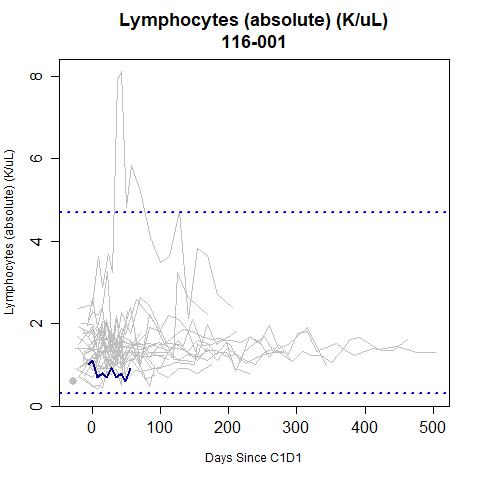 Lymphocytes (absolute) (K/uL)
116-001
Lymphocytes (absolute) (K/uL)
8
6
4
2
0
0 100 200 300 400 500
Days Since C1D1